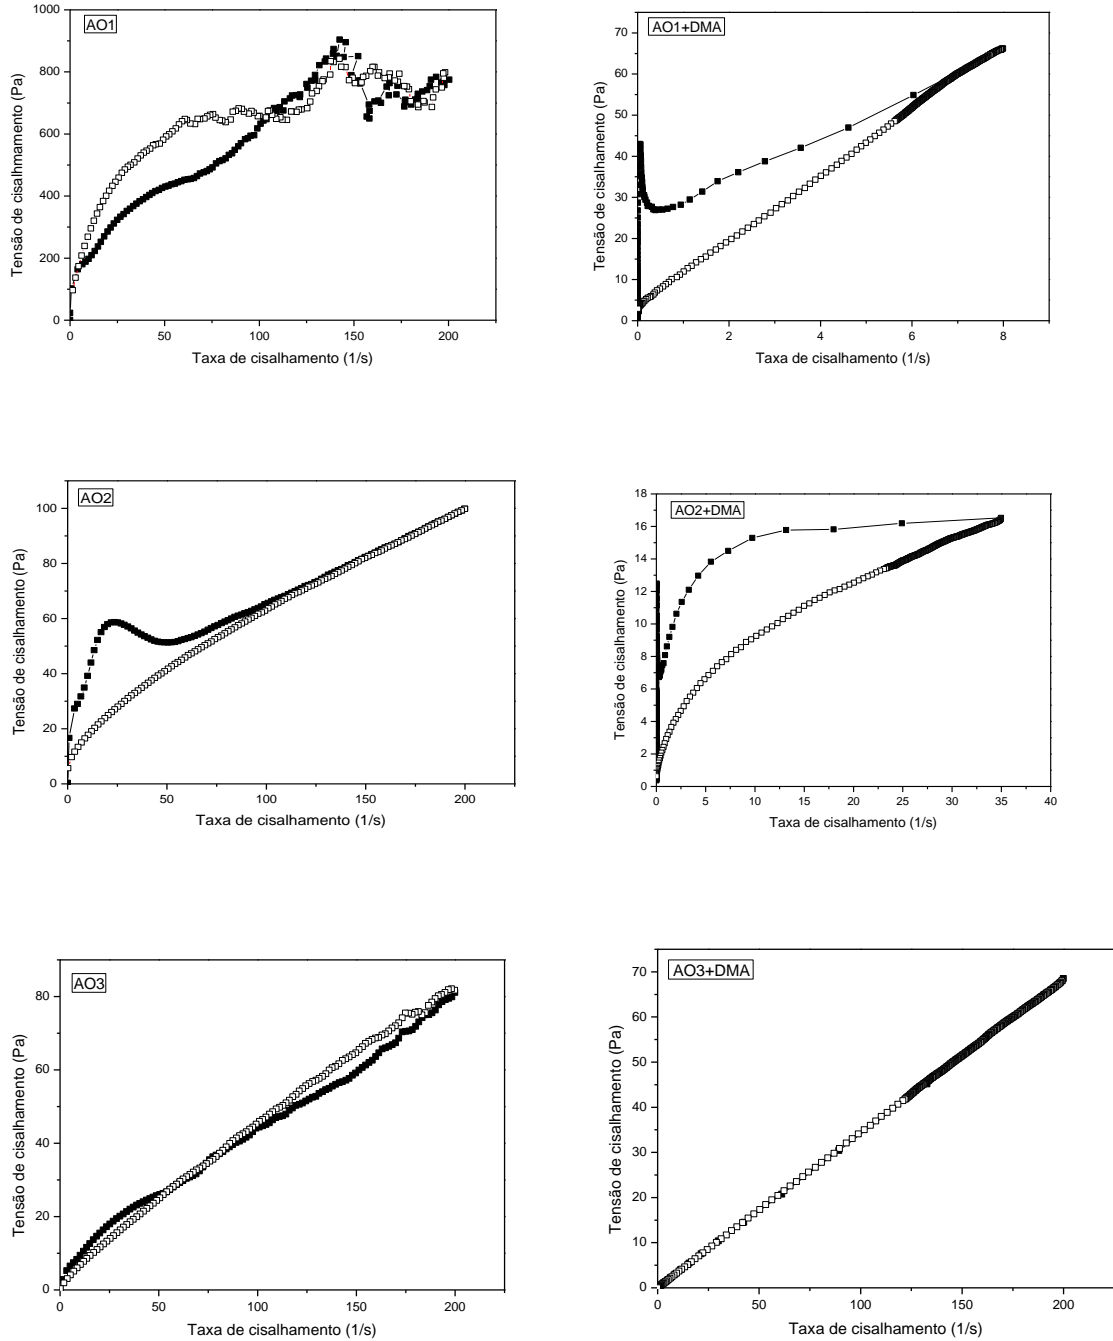 AO1
1000
800
600
400
200
0
Tensão de cisalhmamento (Pa)
0 50 100 150 200
Taxa de cisalhamento (1/s)
AO1+DMA
70
60
50
40
30
20
10
0
Tensão de cisalhamento (Pa)
0 2 4 6 8
Taxa de cisalhamento (1/s)
AO2
100
80
60
40
20
0
Tensão de cisalhamento (Pa)
0 50 100 150 200
Taxa de cisalhamento (1/s)
AO2+DMA
18
16
14
12
10
8
6
4
2
0
Tensão de cisalhamento (Pa)
0 5 10 15 20 25 30 35 40
Taxa de cisalhamento (1/s)
AO3
80
60
40
20
0
Tensão de cisalhamento (Pa)
0 50 100 150 200
Taxa de cisalhamento (1/s)
AO3+DMA
70
60
50
40
30
20
10
0
Tensão de cisalhamento (Pa)
0 50 100 150 200
Taxa de cisalhamento (1/s)